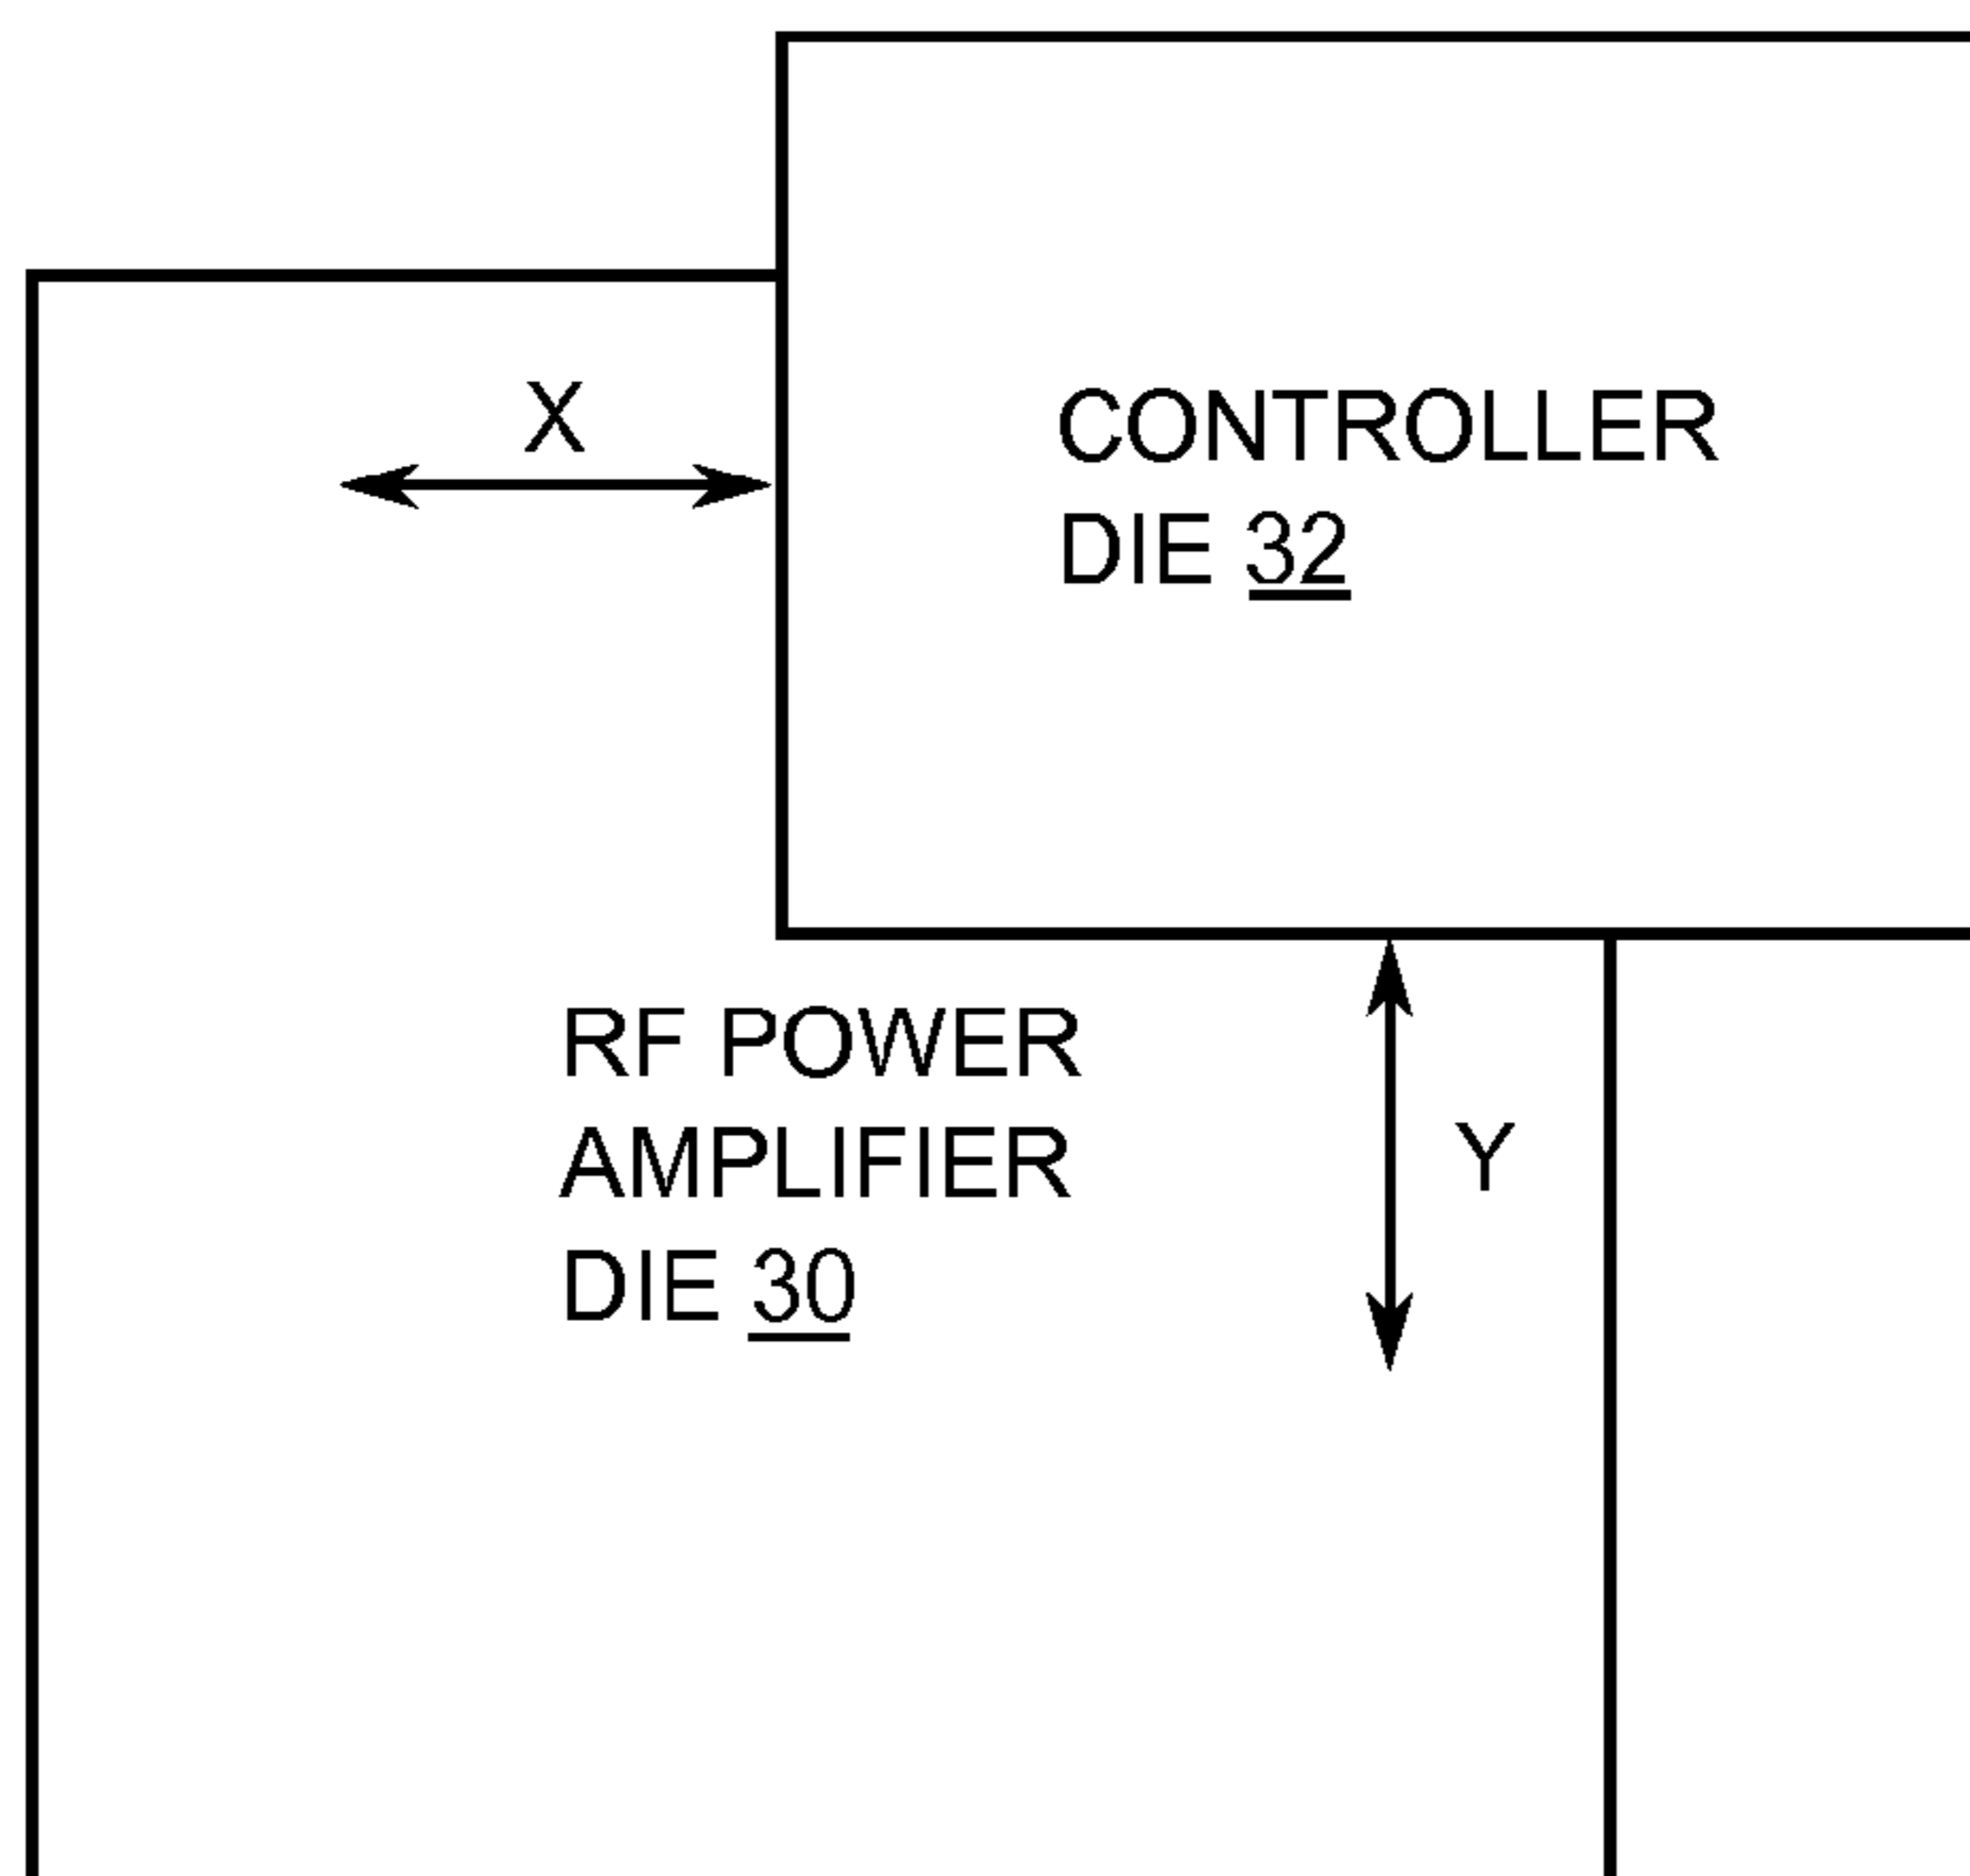 X
CONTROLLER
DIE 32
RF POWER
AMPLIFIER
DIE 30
Y